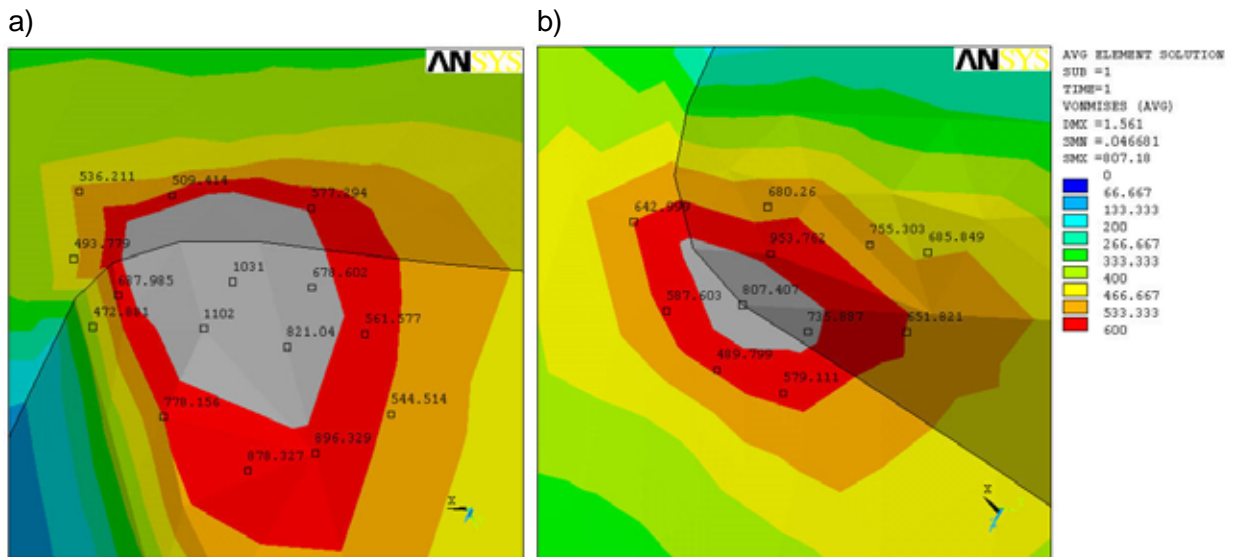 a)
b)
ANSYS
536.211
509.414
577.294
493.779
1031
678.602
687.985
472.881
1102
821.04
561.577
778.156
544.514
896.329
878.327
X
ANSYS
680.26
642.999
755.303
685.849
953.762
587.603
807.407
735.887
651.821
489.799
579.111
X
AVG ELEMENT SOLUTION
SUB =1
TIME=1
VONMISES (AVG)
DMX =1.561
SMN =.046681
SMX =807.18
0
66.667
133.333
200
266.667
333.333
400
466.667
533.333
600